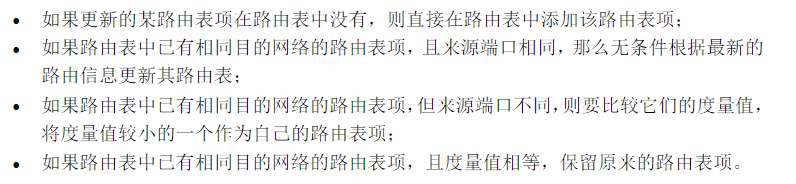 • 如果更新的某路由表项在路由表中没有，则直接在路由表中添加该路由表项；
• 如果路由表中已有相同目的网络的路由表项，且来源端口相同，那么无条件根据最新的
路由信息更新其路由表；
• 如果路由表中已有相同目的网络的路由表项，但来源端口不同，则要比较它们的度量值，
将度量值较小的一个作为自己的路由表项；
• 如果路由表中已有相同目的网络的路由表项，且度量值相等，保留原来的路由表项。